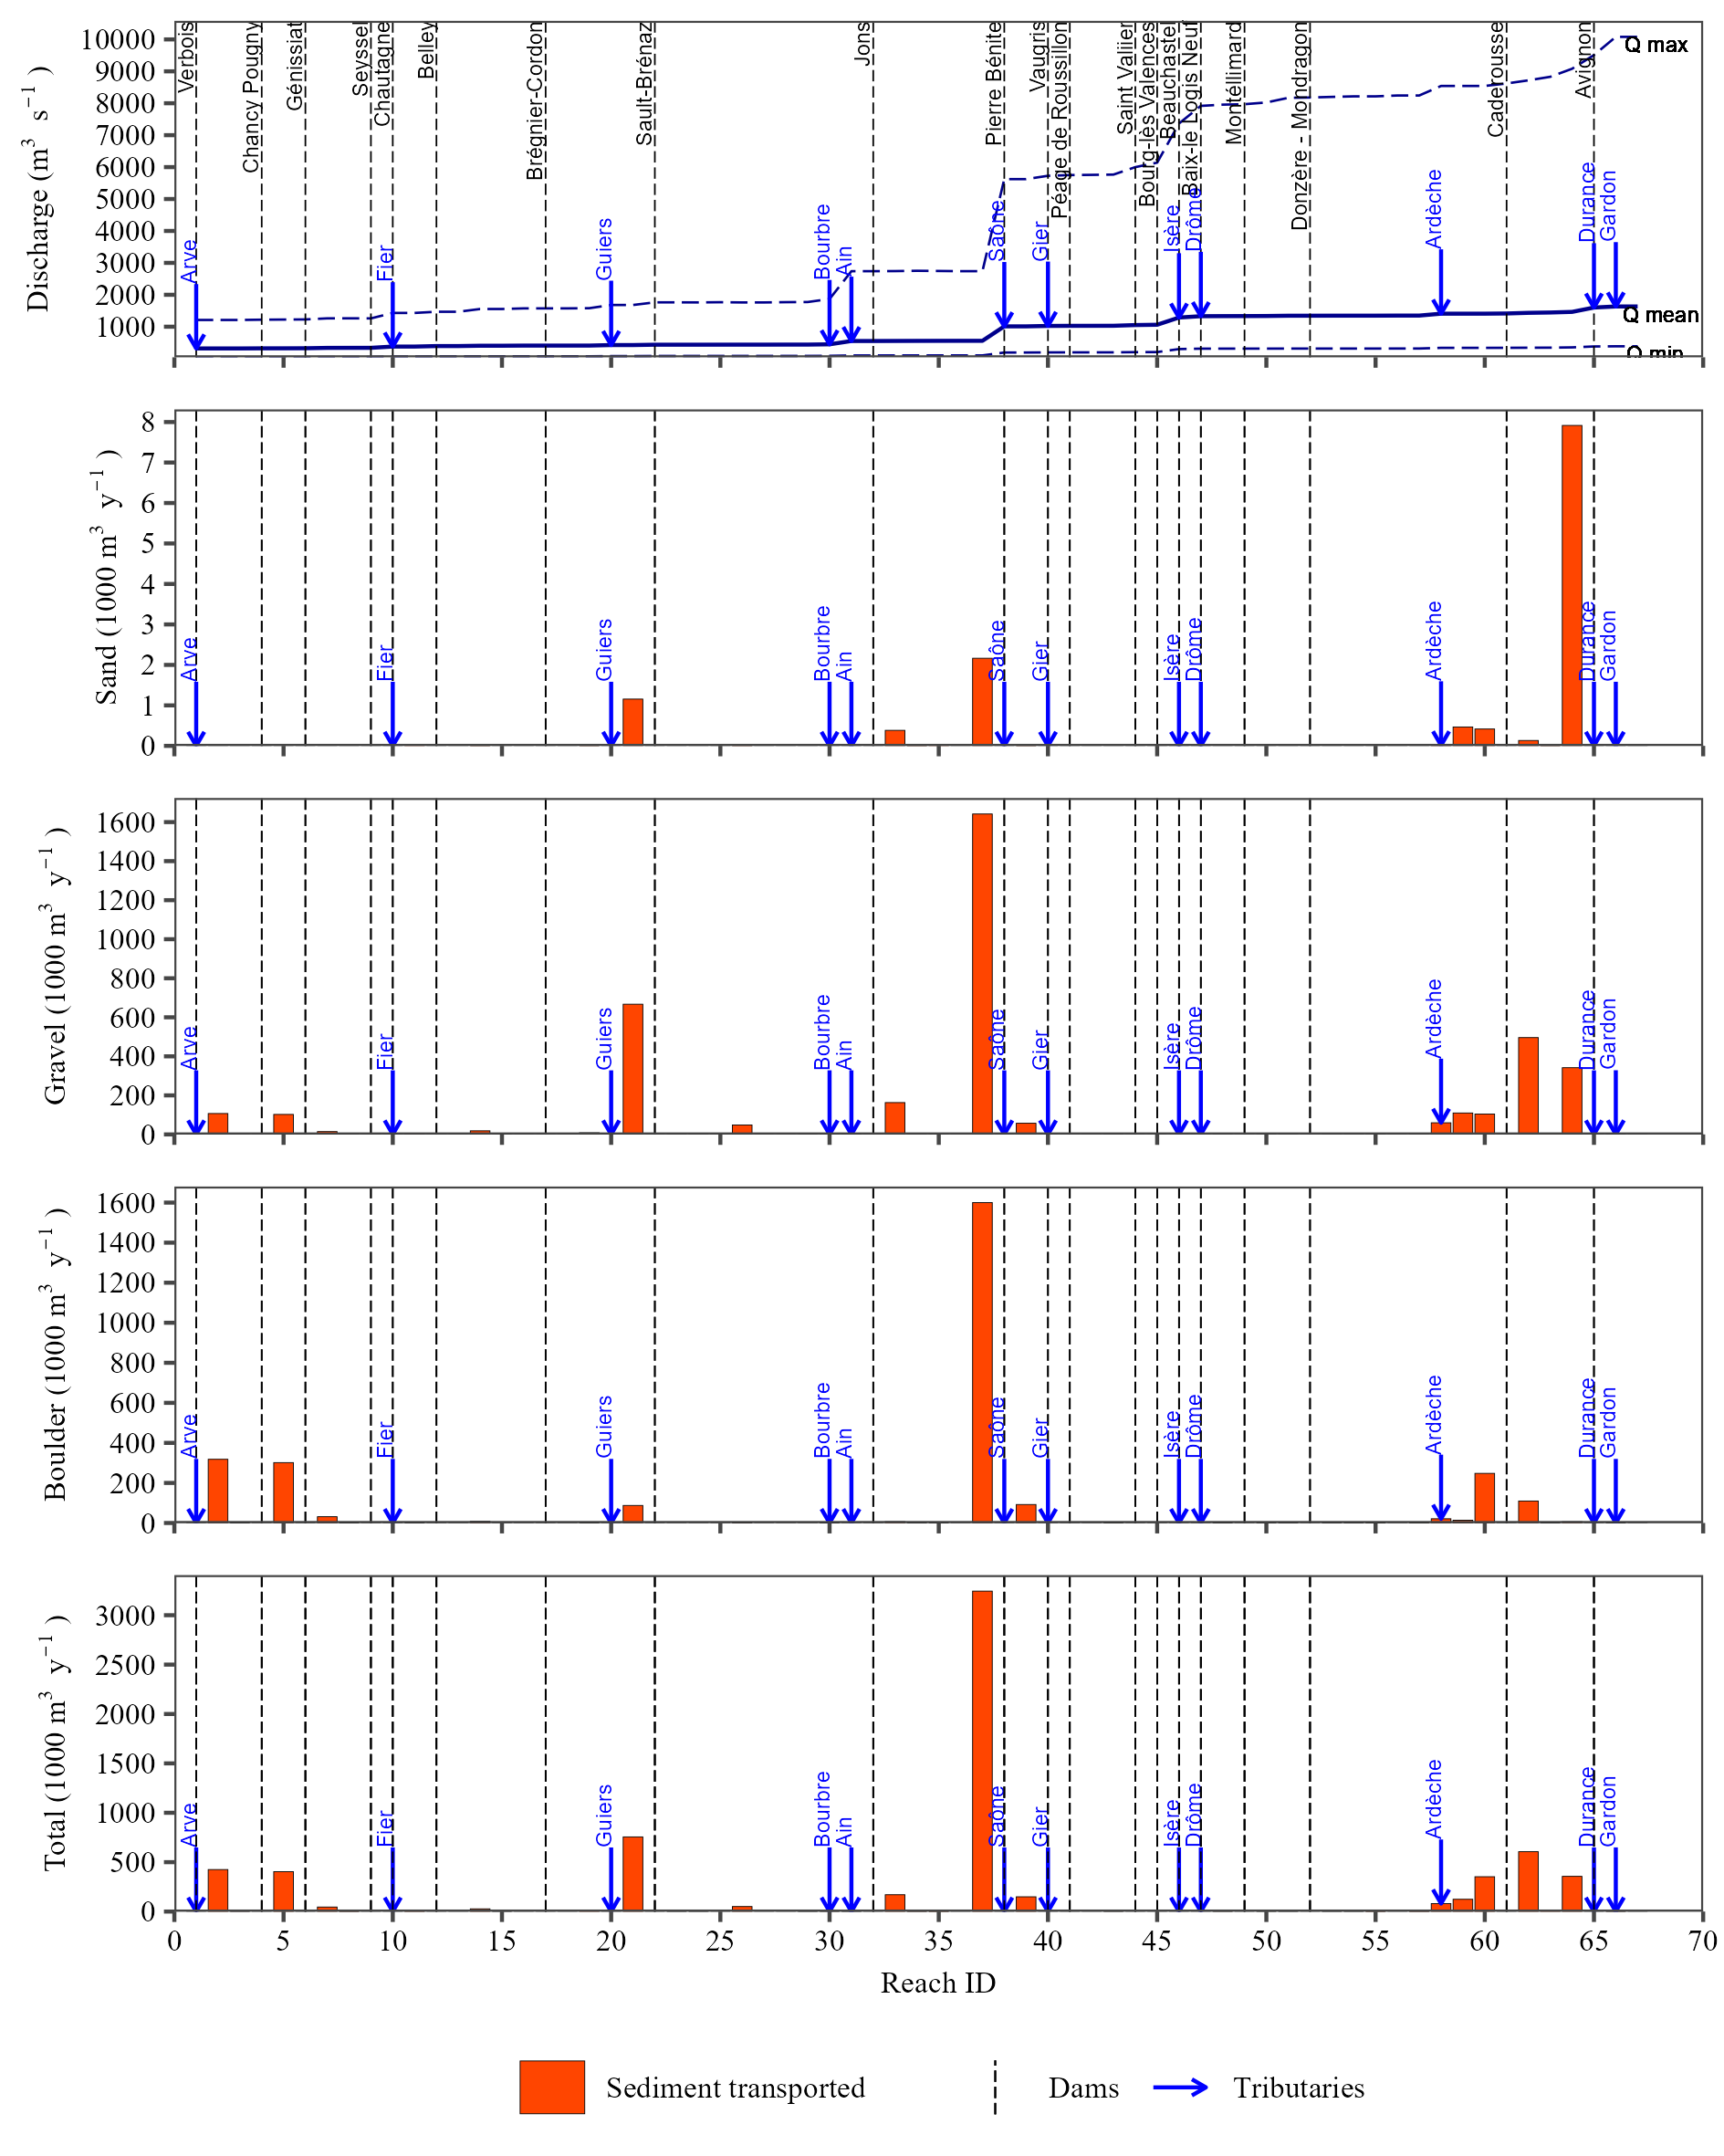 Discharge (m³ s⁻¹)
10000
9000
8000
7000
6000
5000
4000
3000
2000
1000
Verbois
Chancy Pougny
Génissiat
Seyssel
Chautagne
Belley
Brégnier-Cordon
Sault-Brénaz
Jons
Pierre Bénite
Vaugris
Péage de Roussillon
Saint Vallier
Bourg-lès Valences
Beauchastel
Baix-le Logis Neuf
Montéllimard
Donzère - Mondragon
Caderousse
Avignon
Arve
Fier
Guiers
Bourbre
Ain
Saône
Gier
Isère
Drôme
Ardèche
Durance
Gardon
Q max
Q mean
Q min
Sand (1000 m³ y⁻¹)
8
7
6
5
4
3
2
1
0
Arve
Fier
Guiers
Bourbre
Ain
Saône
Gier
Isère
Drôme
Ardèche
Durance
Gardon
Gravel (1000 m³ y⁻¹)
1600
1400
1200
1000
800
600
400
200
0
Arve
Fier
Guiers
Bourbre
Ain
Saône
Gier
Isère
Drôme
Ardèche
Durance
Gardon
Boulder (1000 m³ y⁻¹)
1600
1400
1200
1000
800
600
400
200
0
Arve
Fier
Guiers
Bourbre
Ain
Saône
Gier
Isère
Drôme
Ardèche
Durance
Gardon
Total (1000 m³ y⁻¹)
3000
2500
2000
1500
1000
500
0
Arve
Fier
Guiers
Bourbre
Ain
Saône
Gier
Isère
Drôme
Ardèche
Durance
Gardon
0 5 10 15 20 25 30 35 40 45 50 55 60 65 70
Reach ID
Sediment transported Dams Tributaries